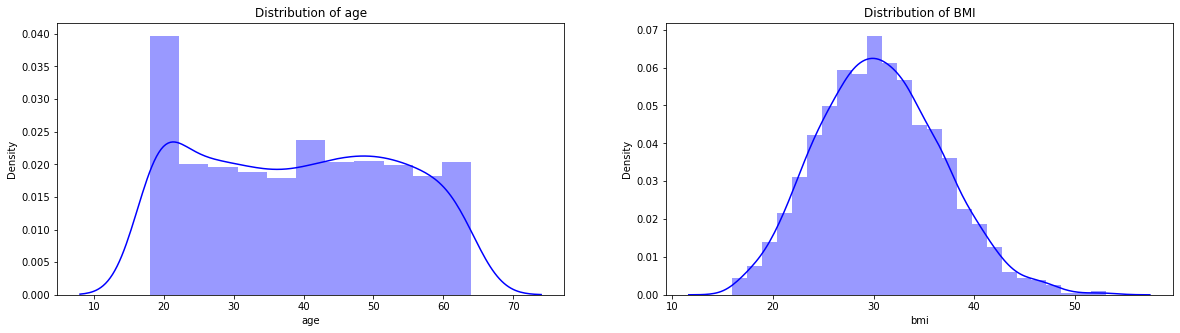 Distribution of age
0.040
0.035
0.030
0.025
0.020
0.015
0.010
0.005
0.000
Density
10 20 30 40 50 60 70
age
Distribution of BMI
0.07
0.06
0.05
0.04
0.03
0.02
0.01
0.00
Density
10 20 30 40 50
bmi